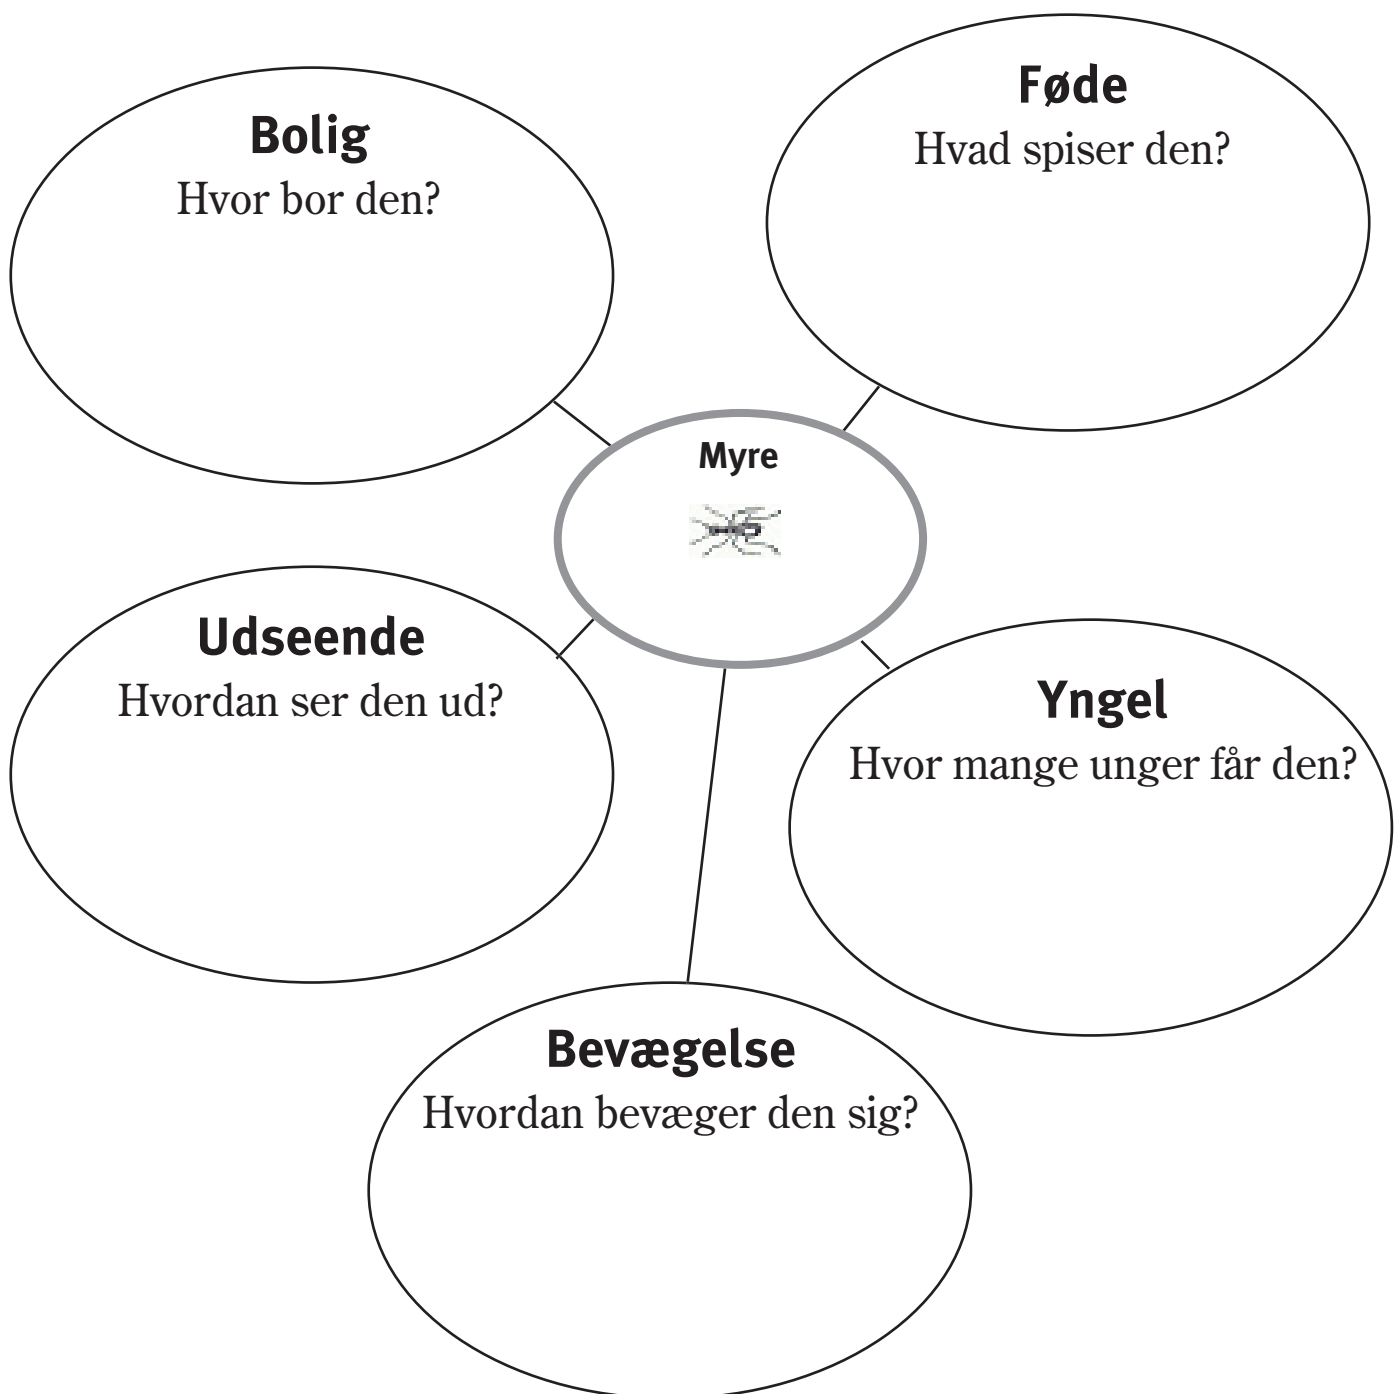 Bolig
Hvor bor den?
Føde
Hvad spiser den?
Myre
Udseende
Hvordan ser den ud?
Yngel
Hvor mange unger får den?
Bevægelse
Hvordan bevæger den sig?